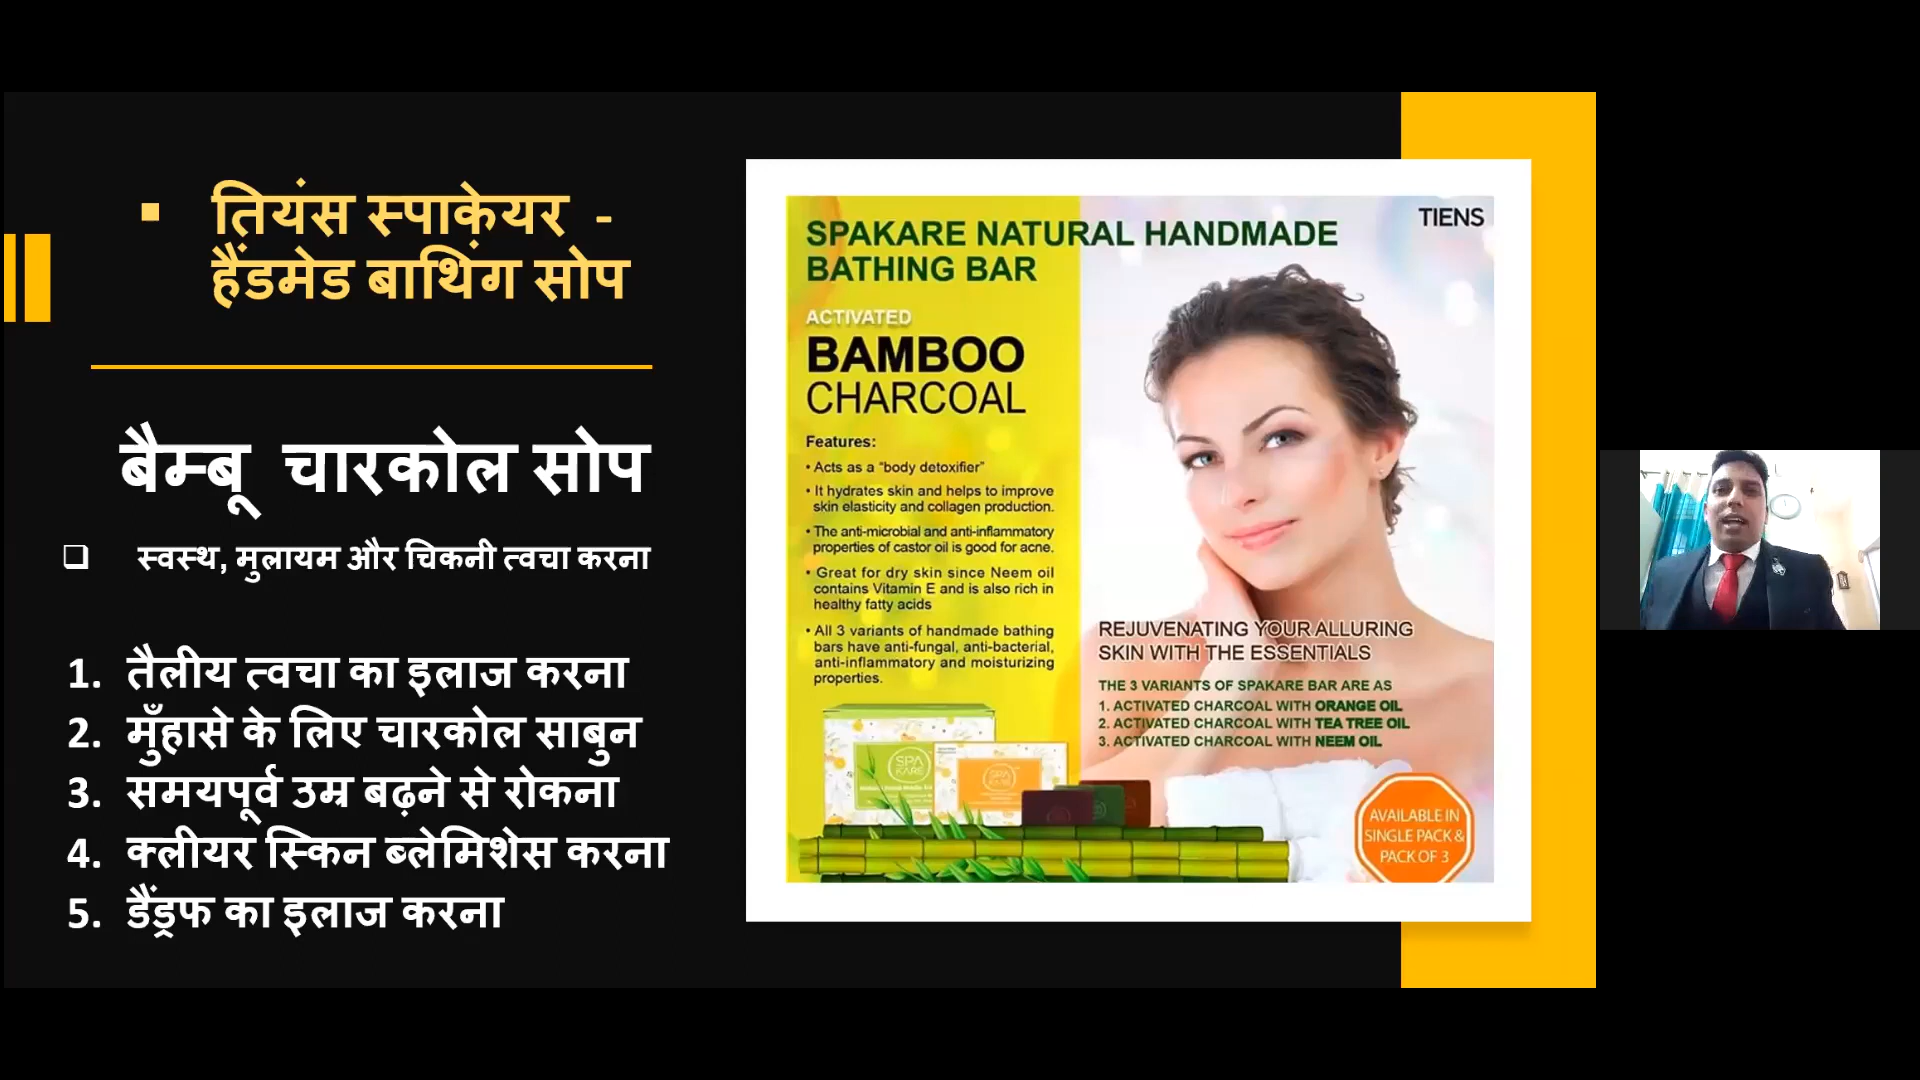 ▪ तियंस स्पाक़ेयर -
हैंडमेड बाथिंग़ सोप
बैम्बू चारकोल सोप
❑ स्वस्थ, मुलायम और चिकनी त्वचा करना
1. तैलीय त्वचा का इलाज करना
2. मुँहासे के लिए चारकोल साबुन
3. समयपूर्व उम्र बढ़ने से रोकना
4. क्लीयर स्किन ब्लेमिशेस करना
5. डैंड्रफ का इलाज करना
TIENS
SPAKARE NATURAL HANDMADE
BATHING BAR
ACTIVATED
BAMBOO
CHARCOAL
Features:
• Acts as a “body detoxifier”
• It hydrates skin and helps to improve
skin elasticity and collagen production.
• The anti-microbial and anti-inflammatory
properties of castor oil is good for acne.
• Great for dry skin since Neem oil
contains Vitamin E and is also rich in
healthy fatty acids
• All 3 variants of handmade bathing
bars have anti-fungal, anti-bacterial,
anti-inflammatory and moisturizing
properties.
REJUVENATING YOUR ALLURING
SKIN WITH THE ESSENTIALS
THE 3 VARIANTS OF SPAKARE BAR ARE AS
1. ACTIVATED CHARCOAL WITH ORANGE OIL
2. ACTIVATED CHARCOAL WITH TEA TREE OIL
3. ACTIVATED CHARCOAL WITH NEEM OIL
SPA
KARE
SPA
KARE
AVAILABLE IN
SINGLE PACK &
PACK OF 3